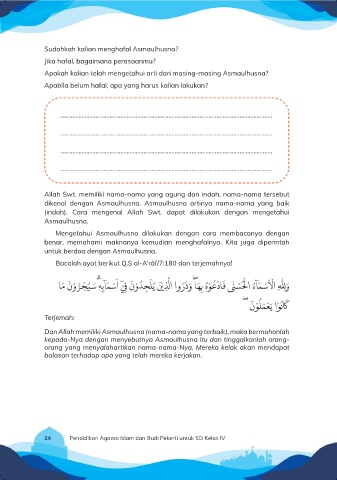 Sudahkah kalian menghafal Asmaulhusna?
Jika hafal, bagaimana perasaanmu?
Apakah kalian telah mengetahui arti dari masing-masing Asmaulhusna?
Apabila belum hafal, apa yang harus kalian lakukan?
Allah Swt. memiliki nama-nama yang agung dan indah, nama-nama tersebut
dikenal dengan Asmaulhusna. Asmaulhusna artinya nama-nama yang baik
(indah). Cara mengenal Allah Swt. dapat dilakukan dengan mengetahui
Asmaulhusna.
Mengetahui Asmaulhusna dilakukan dengan cara membacanya dengan
benar, memahami maknanya kemudian menghafalnya. Kita juga diperintah
untuk berdoa dengan Asmaulhusna.
Bacalah ayat berikut Q.S al-A'rāf/7:180 dan terjemahnya!
وَلِلّٰهِ الْاَسْمَاۤءُ الْحُسْنٰى فَادْعُوْهُ بِهَاۖ وَذَرُوا الَّذِيْنَ يُلْحِدُوْنَ فِيْٓ اَسْمَاۤىِٕهٖۗ سَيُجْزَوْنَ مَا
كَانُوْا يَعْمَلُوْنَ ۖ
Terjemah:
Dan Allah memiliki Asmaulhusna (nama-nama yang terbaik), maka bermohonlah
kepada-Nya dengan menyebutnya Asmaulhusna itu dan tinggalkanlah orang-
orang yang menyalahartikan nama-nama-Nya. Mereka kelak akan mendapat
balasan terhadap apa yang telah mereka kerjakan.
24 Pendidikan Agama Islam dan Budi Pekerti untuk SD Kelas IV